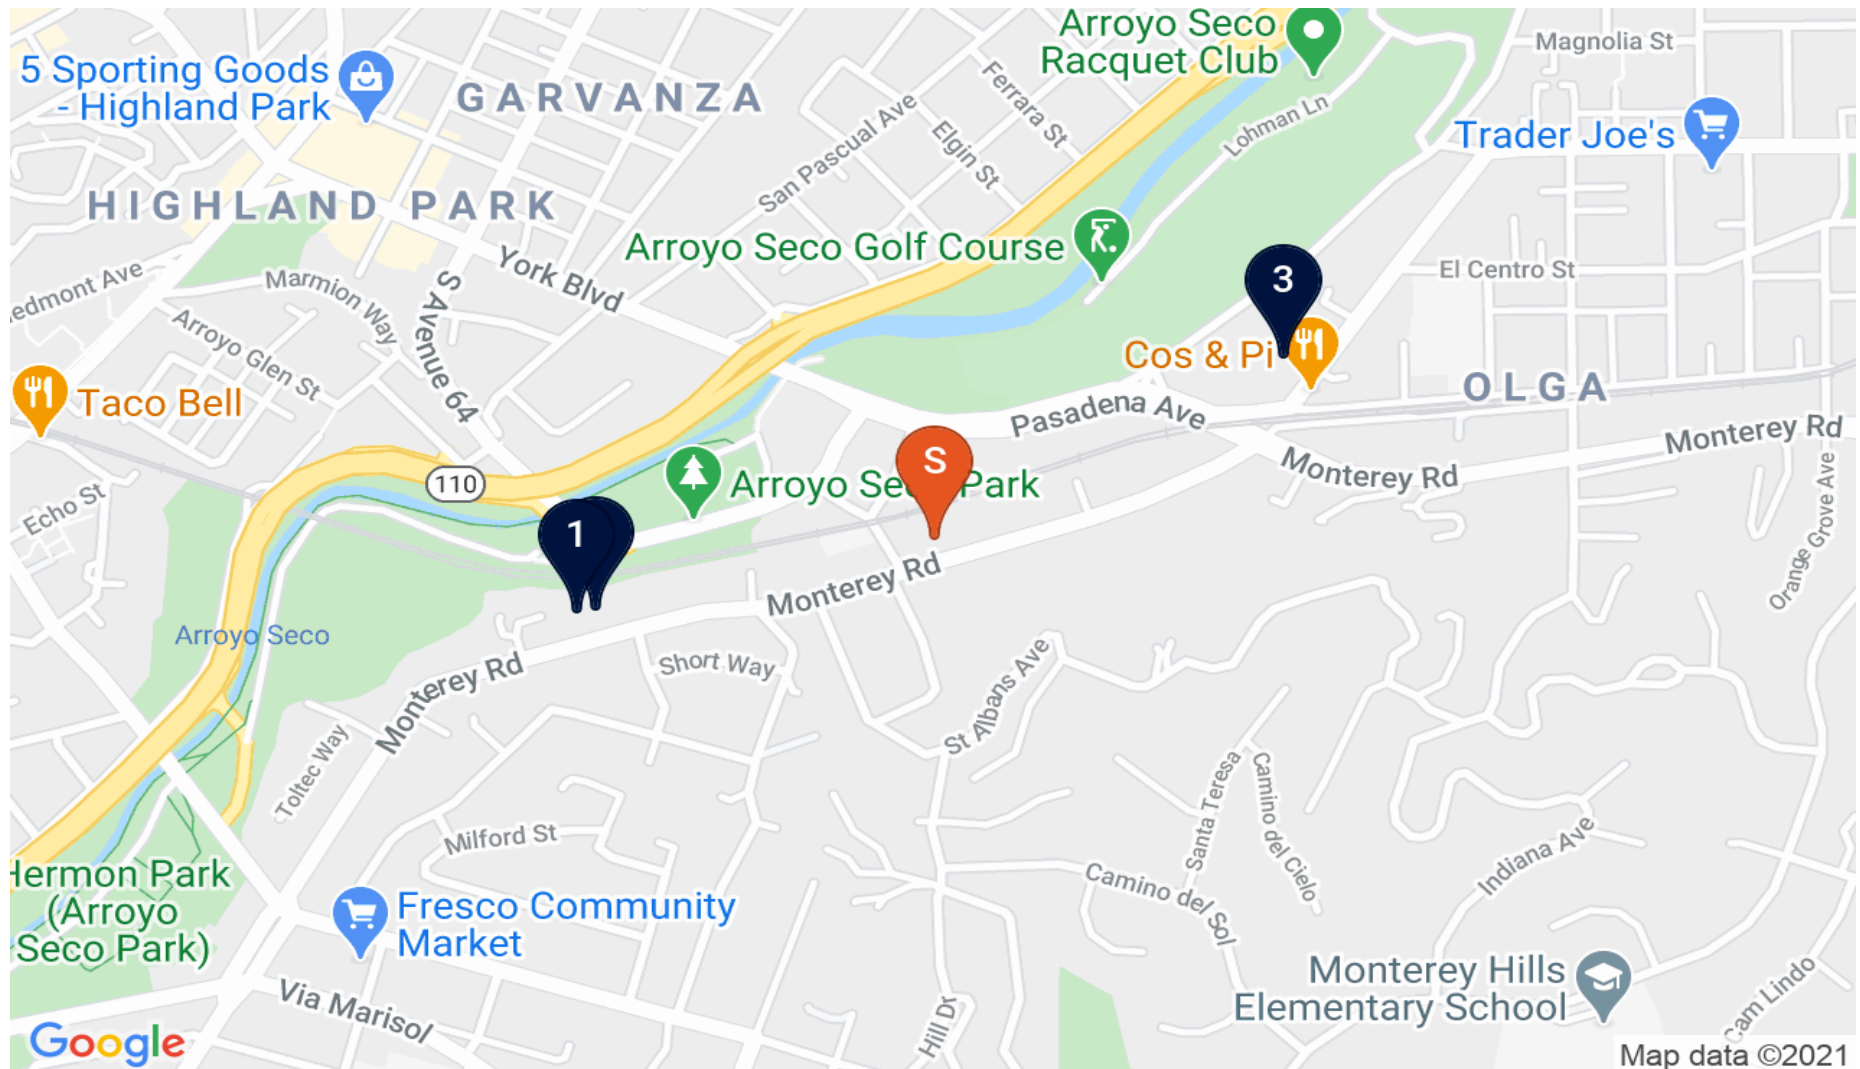 Arroyo Seco
Racquet Club
Magnolia St
5 Sporting Goods
- Highland Park
GARVANZA
Ferrara St
San Pascual Ave
Elgin St
Lohman Ln
Trader Joe's
HIGHLAND PARK
Arroyo Seco Golf Course
York Blvd
edmont Ave
Marmion Way
S Avenue 64
El Centro St
3
Arroyo Glen St
Cos & Pi
OLGA
Taco Bell
Pasadena Ave
Monterey Rd
Monterey Rd
S
110
Arroyo Se Park
Echo St
Orange Grove Ave
1
Monterey Rd
Arroyo Seco
Short Way
Monterey Rd
St Albans Ave
Toltec Way
Santa Teresa
Camino del Cielo
Milford St
Indiana Ave
Hermon Park
(Arroyo
Seco Park)
Camino del Sol
Fresco Community
Market
Monterey Hills
Elementary School
Via Marisol
Hill Dr
Cam Lindo
Google
Map data ©2021